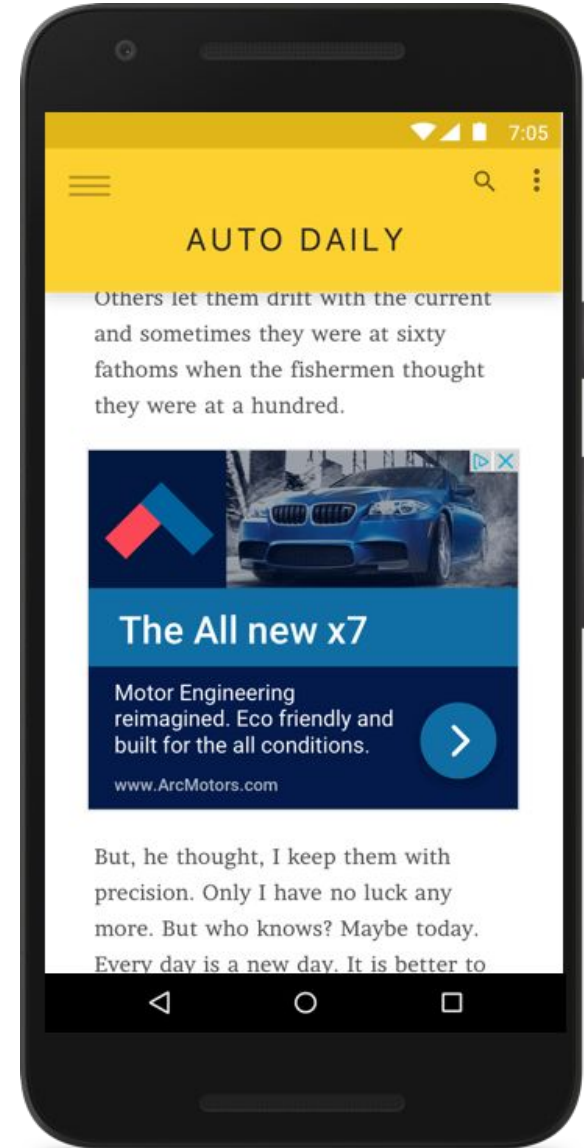 7:05
AUTO DAILY
Others let them drift with the current
and sometimes they were at sixty
fathoms when the fishermen thought
they were at a hundred.
The All new x7
Motor Engineering
reimagined. Eco friendly and
built for the all conditions.
www.ArcMotors.com
But, he thought, I keep them with
precision. Only I have no luck any
more. But who knows? Maybe today.
Every day is a new day. It is better to